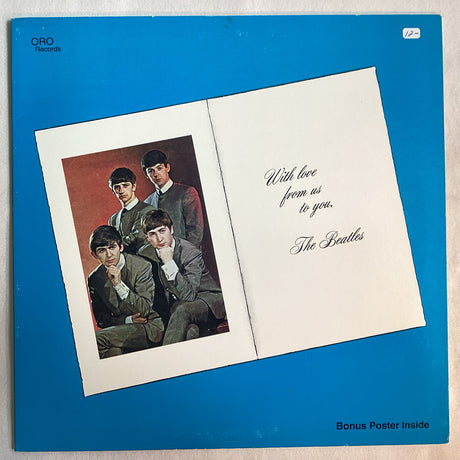 ORO
Records
12-
With love
from us
to you,
The Beatles
Bonus Poster Inside